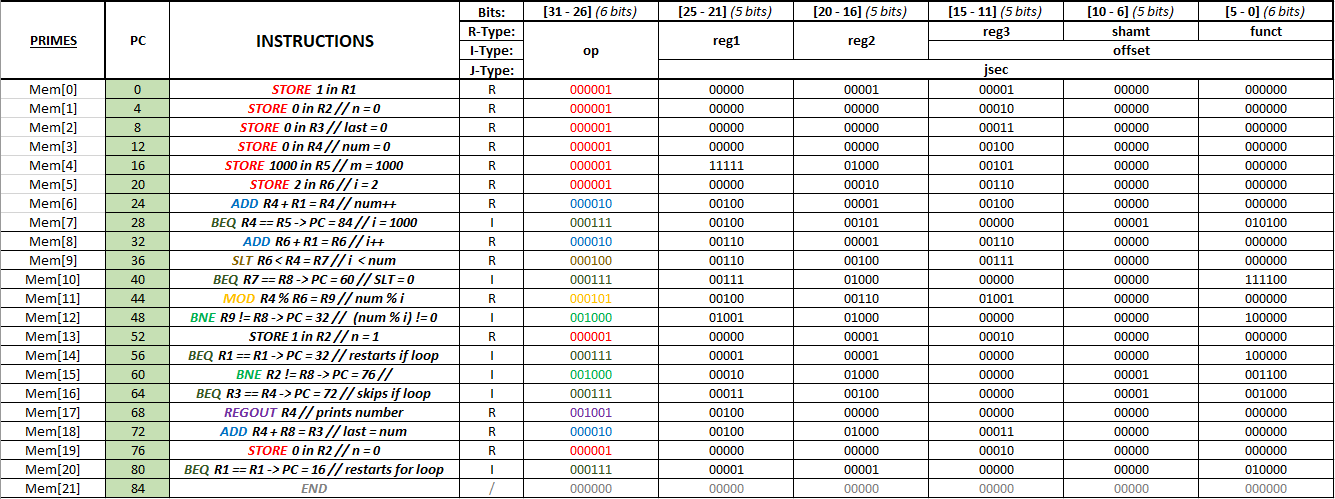 PRIMES PC INSTRUCTIONS Bits: [31 - 26] (6 bits) [25 - 21] (5 bits) [20 - 16] (5 bits) [15 - 11] (5 bits) [10 - 6] (5 bits) [5 - 0] (6 bits)
R-Type: op reg1 reg2 reg3 shamt funct
I-Type: offset
J-Type: jsec
Mem[0] 0 STORE 1 in R1 R 000001 00000 00001 00001 00000 000000
Mem[1] 4 STORE 0 in R2 // n = 0 R 000001 00000 00000 00010 00000 000000
Mem[2] 8 STORE 0 in R3 // last = 0 R 000001 00000 00000 00011 00000 000000
Mem[3] 12 STORE 0 in R4 // num = 0 R 000001 00000 00000 00100 00000 000000
Mem[4] 16 STORE 1000 in R5 // m = 1000 R 000001 11111 01000 00101 00000 000000
Mem[5] 20 STORE 2 in R6 // i = 2 R 000001 00000 00010 00110 00000 000000
Mem[6] 24 ADD R4 + R1 = R4 // num++ R 000010 00100 00001 00100 00000 000000
Mem[7] 28 BEQ R4 == R5 -> PC = 84 // i = 1000 I 000111 00100 00101 00000 00001 010100
Mem[8] 32 ADD R6 + R1 = R6 // i++ R 000010 00110 00001 00110 00000 000000
Mem[9] 36 SLT R6 < R4 = R7 // i < num R 000100 00110 00100 00111 00000 000000
Mem[10] 40 BEQ R7 == R8 -> PC = 60 // SLT = 0 I 000111 00111 01000 00000 00000 111100
Mem[11] 44 MOD R4 % R6 = R9 // num % i R 000101 00100 00110 01001 00000 000000
Mem[12] 48 BNE R9 != R8 -> PC = 32 // (num % i) != 0 I 001000 01001 01000 00000 00000 100000
Mem[13] 52 STORE 1 in R2 // n = 1 R 000001 00000 00001 00010 00000 000000
Mem[14] 56 BEQ R1 == R1 -> PC = 32 // restarts if loop I 000111 00001 00001 00000 00000 100000
Mem[15] 60 BNE R2 != R8 -> PC = 76 // I 001000 00010 01000 00000 00001 001100
Mem[16] 64 BEQ R3 == R4 -> PC = 72 // skips if loop I 000111 00011 00100 00000 00001 001000
Mem[17] 68 REGOUT R4 // prints number R 001001 00100 00000 00000 00000 000000
Mem[18] 72 ADD R4 + R8 = R3 // last = num R 000010 00100 01000 00011 00000 000000
Mem[19] 76 STORE 0 in R2 // n = 0 R 000001 00000 00000 00010 00000 000000
Mem[20] 80 BEQ R1 == R1 -> PC = 16 // restarts for loop I 000111 00001 00001 00000 00000 010000
Mem[21] 84 END / 000000 00000 00000 00000 00000 000000